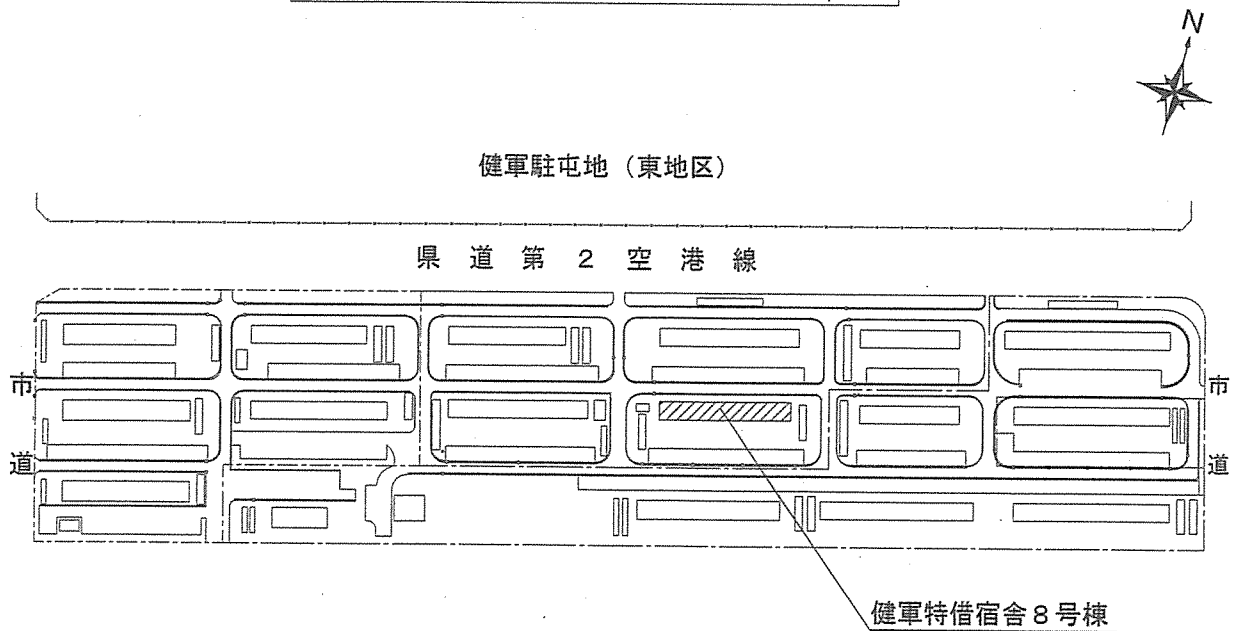 N
健軍駐屯地（東地区）
県道第２空港線
市道
市道
健軍特借宿舎８号棟